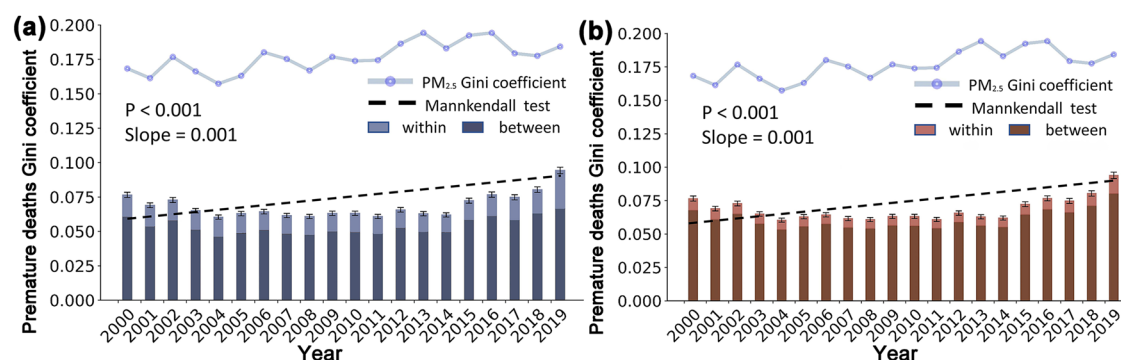 (a)
Premature deaths Gini coefficient
0.200
0.175
0.150
0.125
0.100
0.075
0.050
0.025
0.000
PM2.5 Gini coefficient
Mannkendall test
within between
P < 0.001
Slope = 0.001
2000 2001 2002 2003 2004 2005 2006 2007 2008 2009 2010 2011 2012 2013 2014 2015 2016 2017 2018 2019
Year
(b)
Premature deaths Gini coefficient
0.200
0.175
0.150
0.125
0.100
0.075
0.050
0.025
0.000
PM2.5 Gini coefficient
Mannkendall test
within between
P < 0.001
Slope = 0.001
2000 2001 2002 2003 2004 2005 2006 2007 2008 2009 2010 2011 2012 2013 2014 2015 2016 2017 2018 2019
Year